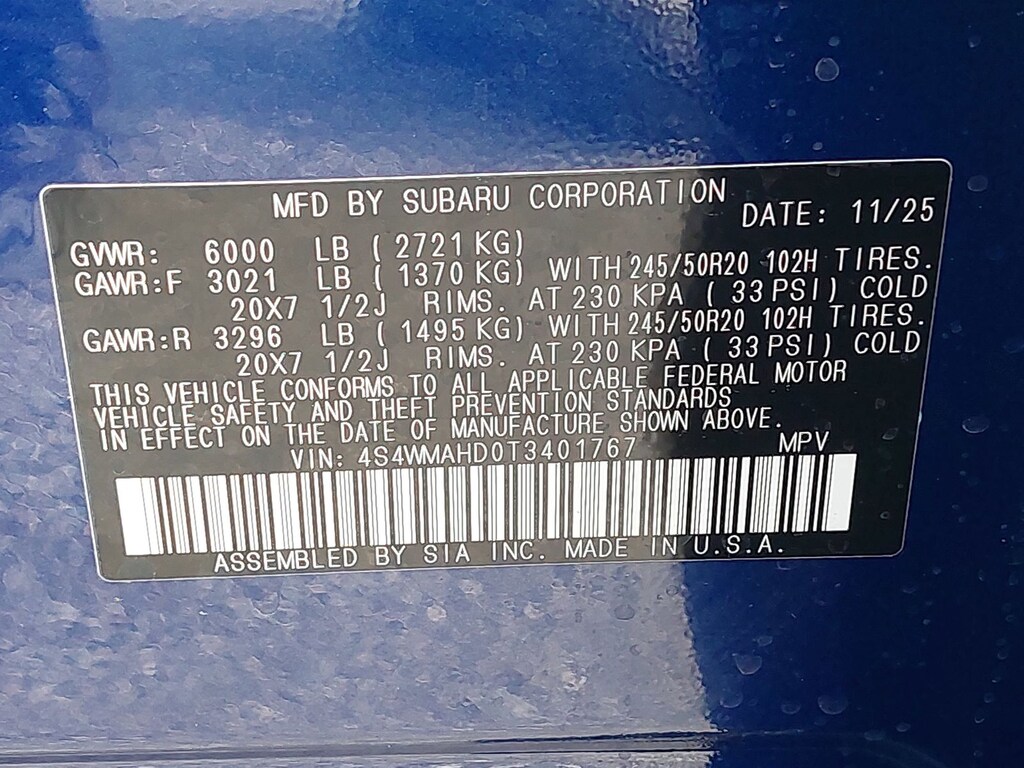 MFD BY SUBARU CORPORATION DATE: 11/25
GVWR: 6000 LB ( 2721 KG)
GAWR:F 3021 LB ( 1370 KG) WITH 245/50R20 102H TIRES.
20X7 1/2J RIMS. AT 230 KPA ( 33 PSI) COLD
GAWR:R 3296 LB ( 1495 KG) WITH 245/50R20 102H TIRES.
20X7 1/2J RIMS. AT 230 KPA ( 33 PSI) COLD
THIS VEHICLE CONFORMS TO ALL APPLICABLE FEDERAL MOTOR
VEHICLE SAFETY AND THEFT PREVENTION STANDARDS
IN EFFECT ON THE DATE OF MANUFACTURE SHOWN ABOVE.
VIN: 4S4WMAHD0T3401767 MPV
ASSEMBLED BY SIA INC. MADE IN U.S.A.